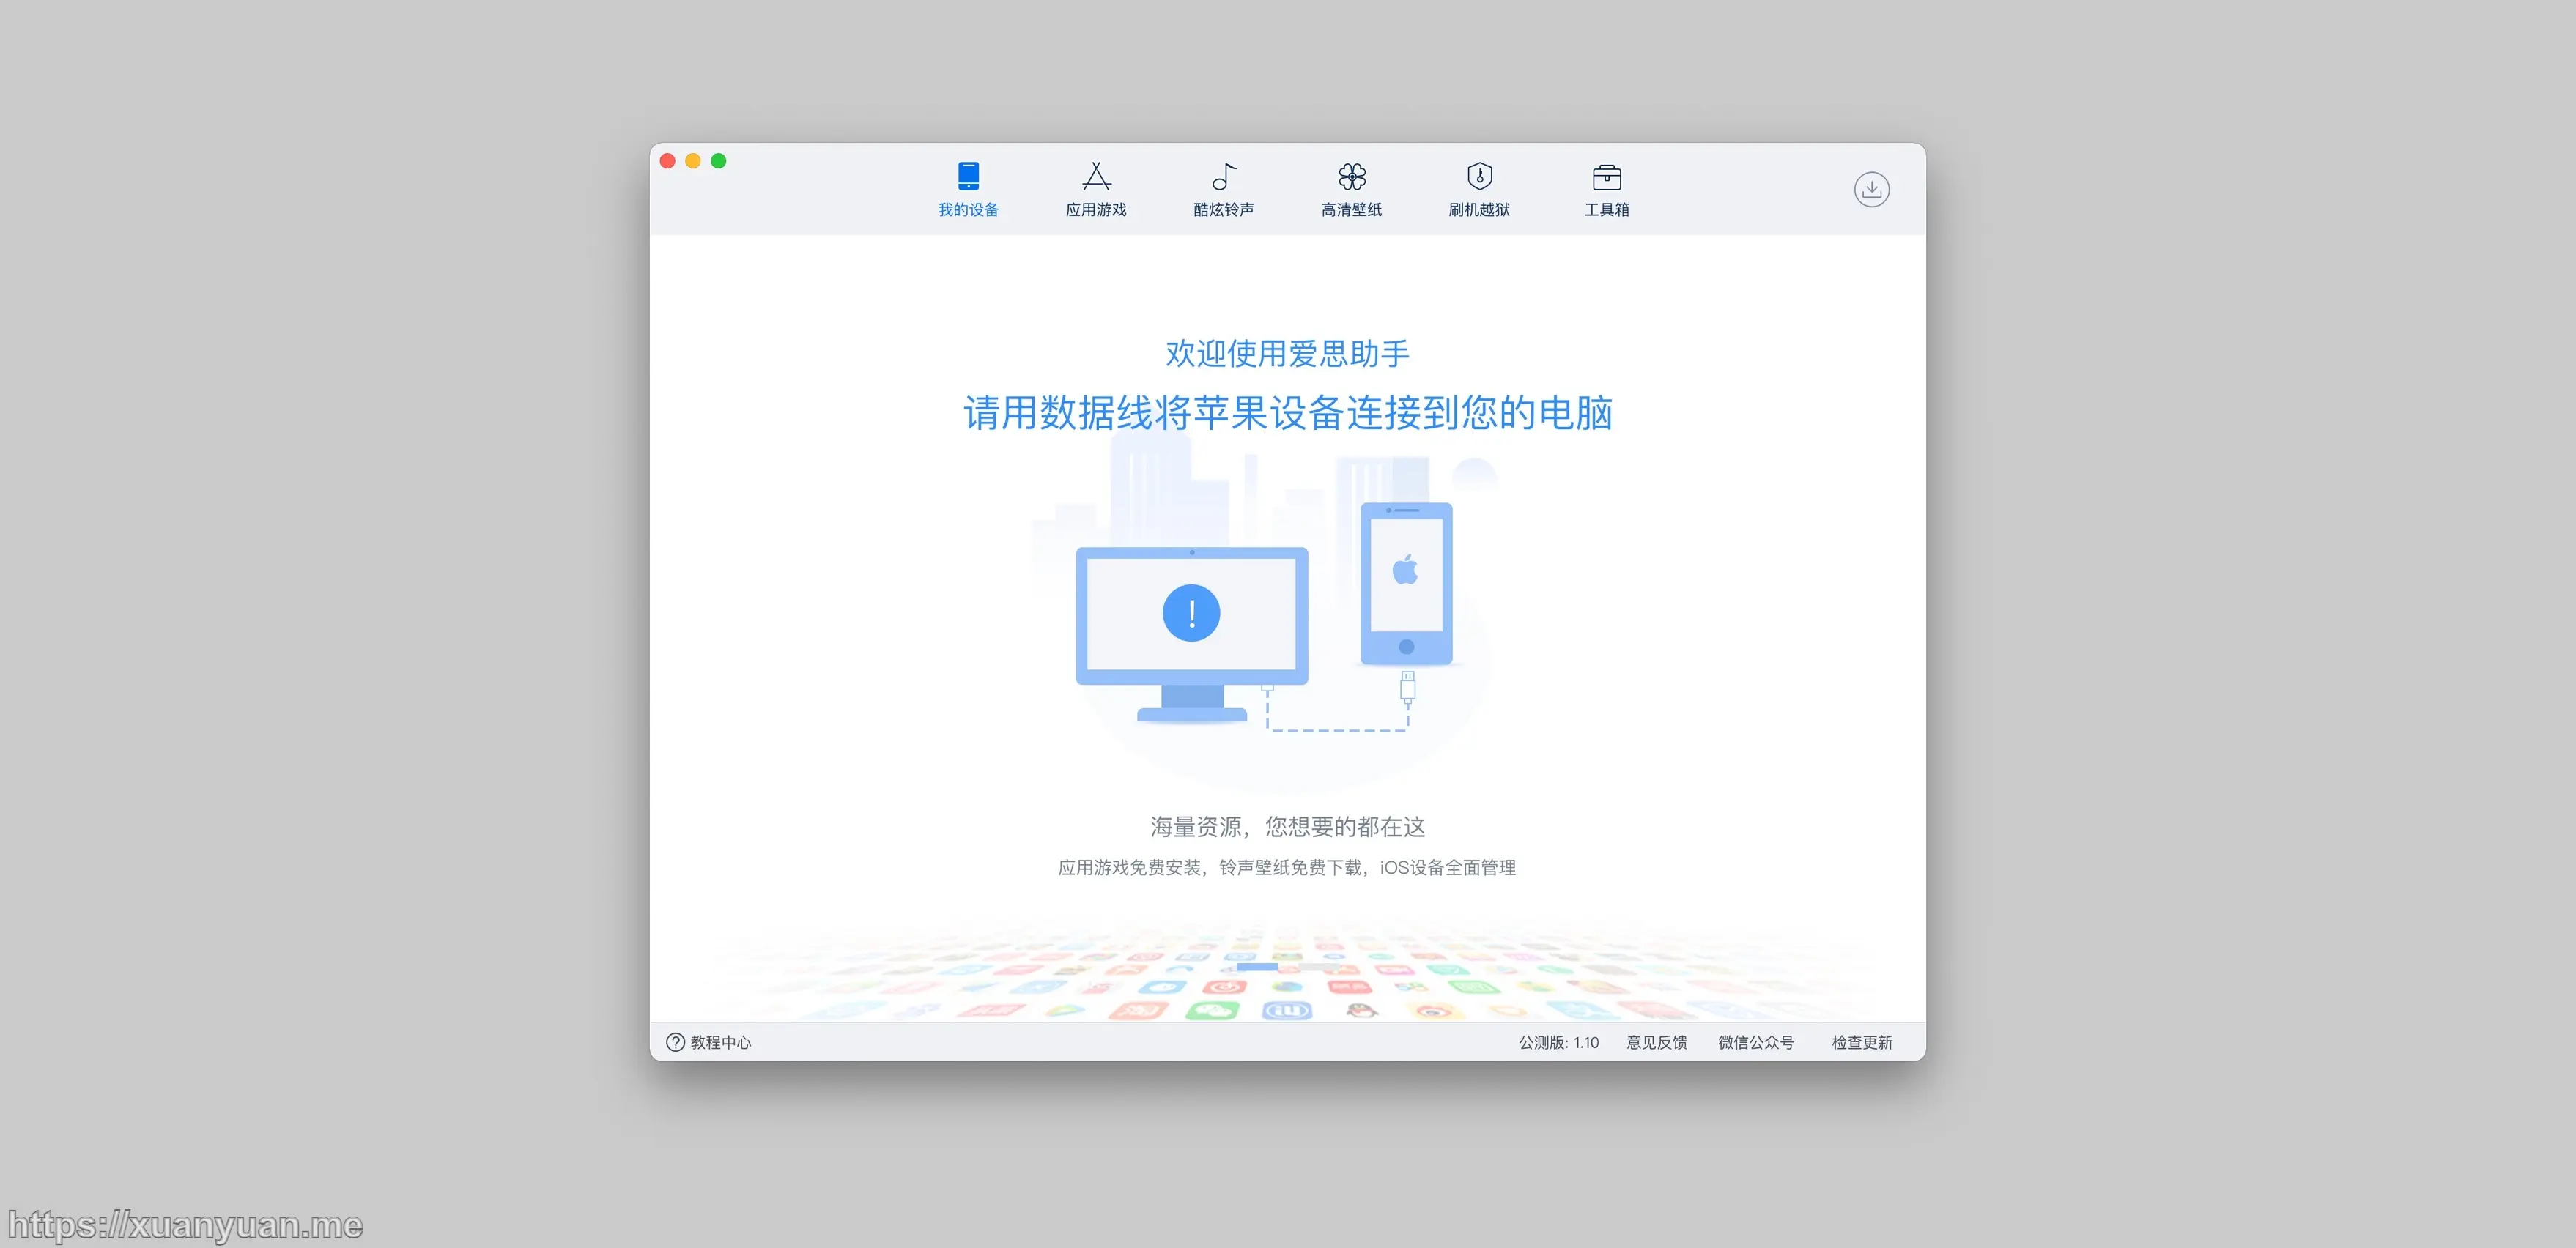 我的设备
应用游戏
酷炫铃声
高清壁纸
刷机越狱
工具箱
欢迎使用爱思助手
请用数据线将苹果设备连接到您的电脑
!
海量资源，您想要的都在这
应用游戏免费安装，铃声壁纸免费下载，iOS设备全面管理
? 教程中心
公测版: 1.10
意见反馈
微信公众号
检查更新
https://xuanyuan.me